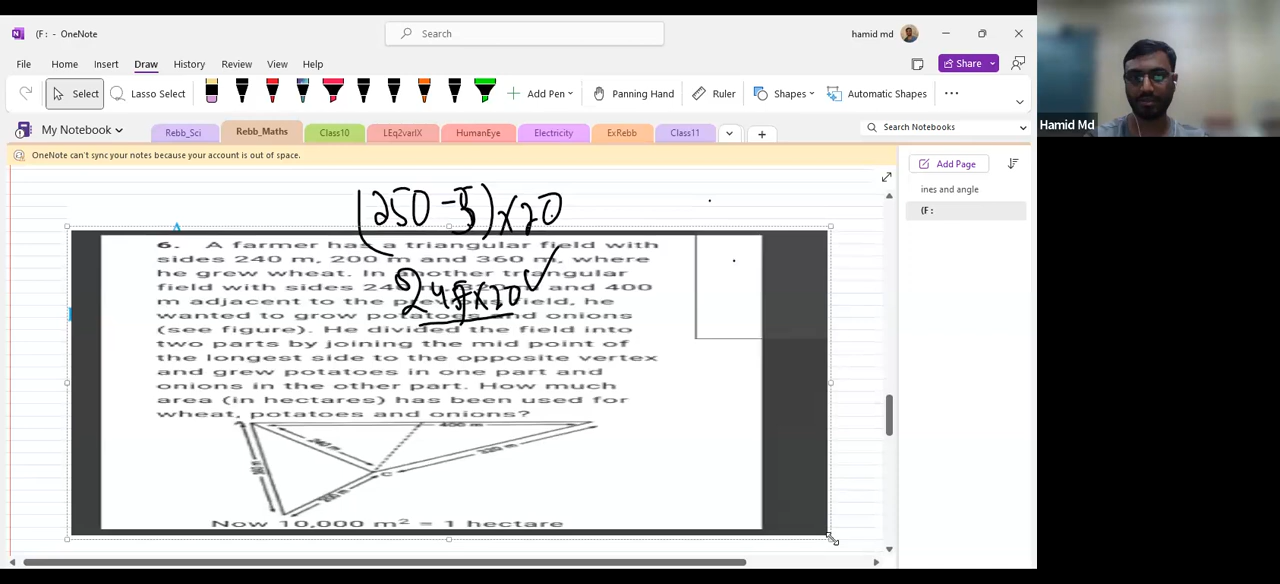 (F : - OneNote
Search
hamid md
File Home Insert Draw History Review View Help
Share
Select Lasso Select Add Pen Panning Hand Ruler Shapes Automatic Shapes
My Notebook Rebb_Sci Rebb_Maths Class10 LEq2varIX HumanEye Electricity ExRebb Class11 Search Notebooks
OneNote can't sync your notes because your account is out of space.
Add Page
ines and angle
(F :
Hamid Md
(250 - 3) × 20
6. A farmer has a triangular field with
sides 240 m, 200 m and 360 m, where
he grew wheat. In another triangular
field with sides 240 m, and 400
m adjacent to the previous field, he
wanted to grow potatoes and onions
(see figure). He divided the field into
two parts by joining the mid point of
the longest side to the opposite vertex
and grew potatoes in one part and
onions in the other part. How much
area (in hectares) has been used for
wheat, potatoes and onions?
A
400 m
240 m
320 m
360 m
C
200 m
Now 10,000 m² = 1 hectare